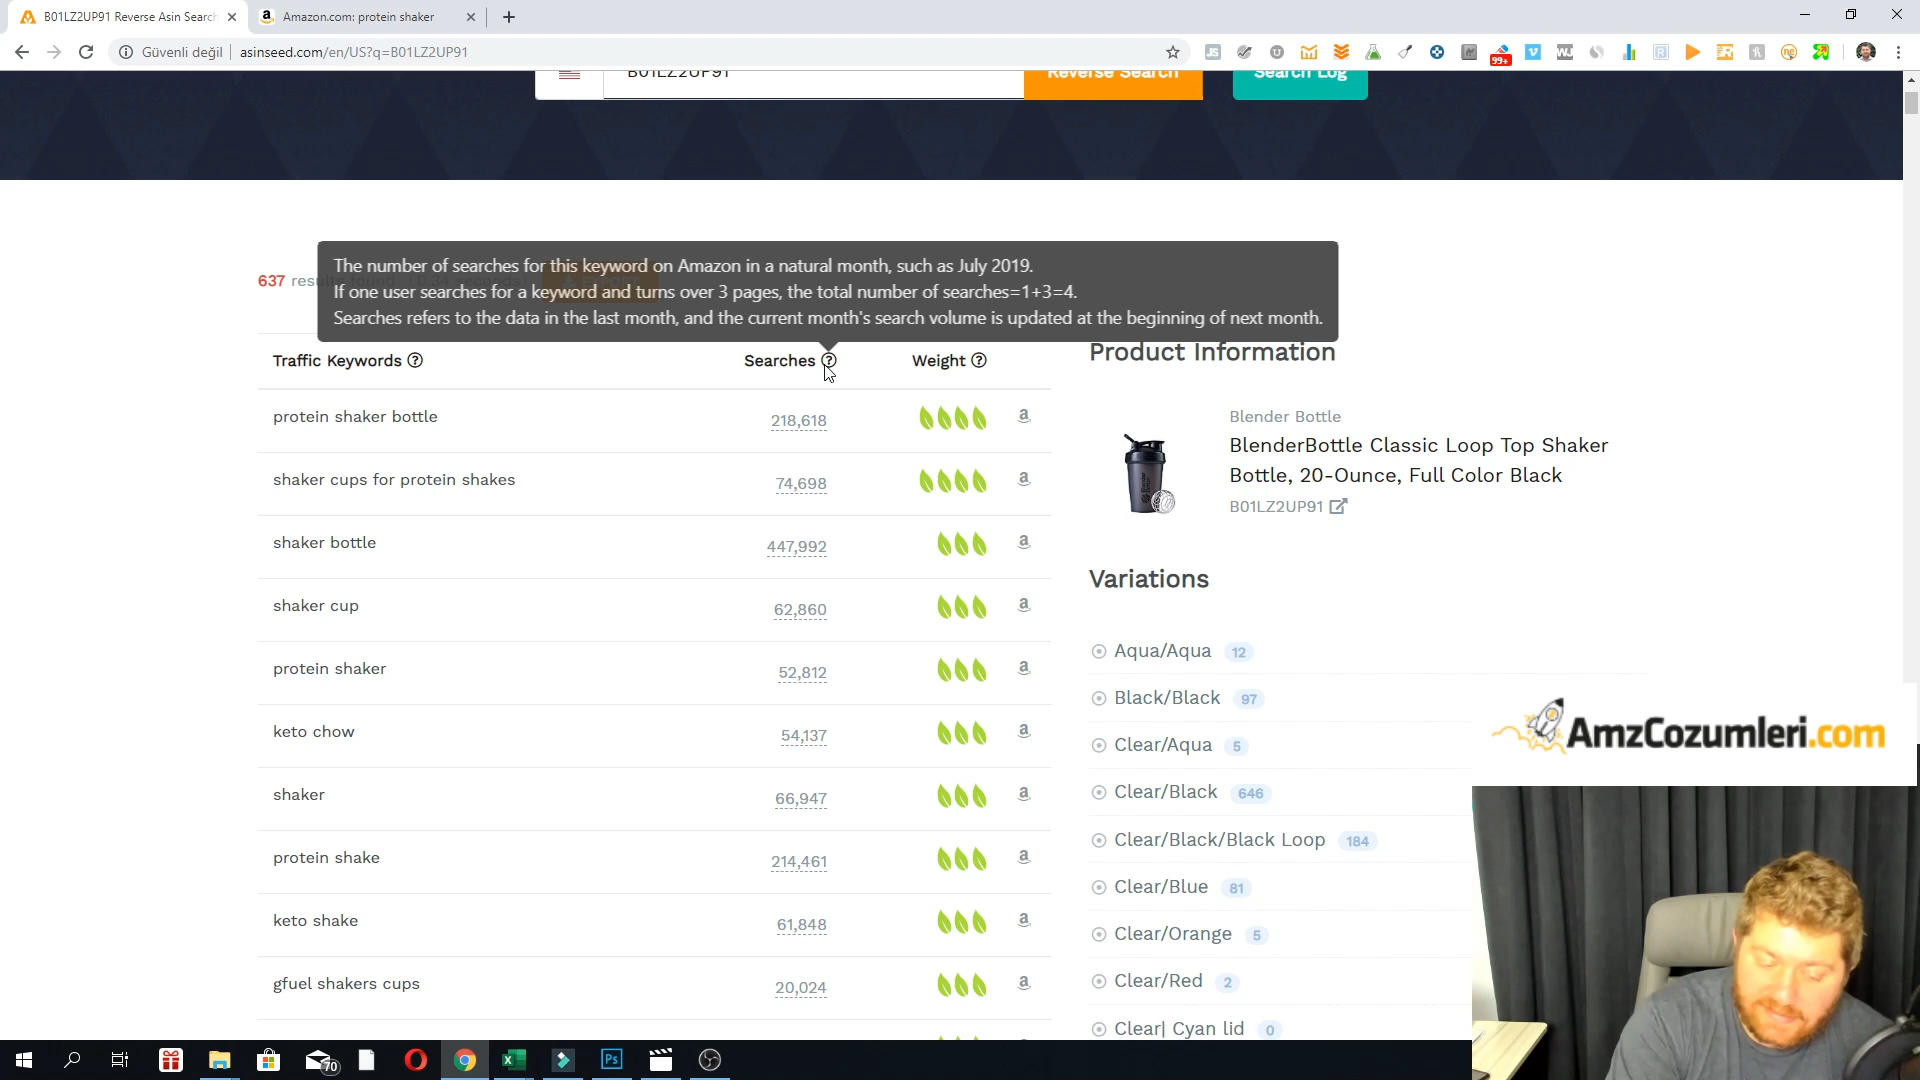 B01LZ2UP91 Reverse Asin Search
Amazon.com: protein shaker
Güvenli değil
asinseed.com/en/US?q=B01LZ2UP91
99+
B01LZ2UP91
Reverse Search
Search Log
637
The number of searches for this keyword on Amazon in a natural month, such as July 2019.
If one user searches for a keyword and turns over 3 pages, the total number of searches=1+3=4.
Searches refers to the data in the last month, and the current month's search volume is updated at the beginning of next month.
Traffic Keywords
Searches
Weight
protein shaker bottle
218,618
shaker cups for protein shakes
74,698
shaker bottle
447,992
shaker cup
62,860
protein shaker
52,812
keto chow
54,137
shaker
66,947
protein shake
214,461
keto shake
61,848
gfuel shakers cups
20,024
Product Information
Blender Bottle
BlenderBottle Classic Loop Top Shaker
Bottle, 20-Ounce, Full Color Black
B01LZ2UP91
Variations
Aqua/Aqua 12
Black/Black 97
Clear/Aqua 5
Clear/Black 646
Clear/Black/Black Loop 184
Clear/Blue 81
Clear/Orange 5
Clear/Red 2
Clear| Cyan lid 0
AmzCozumleri.com
70
Ps